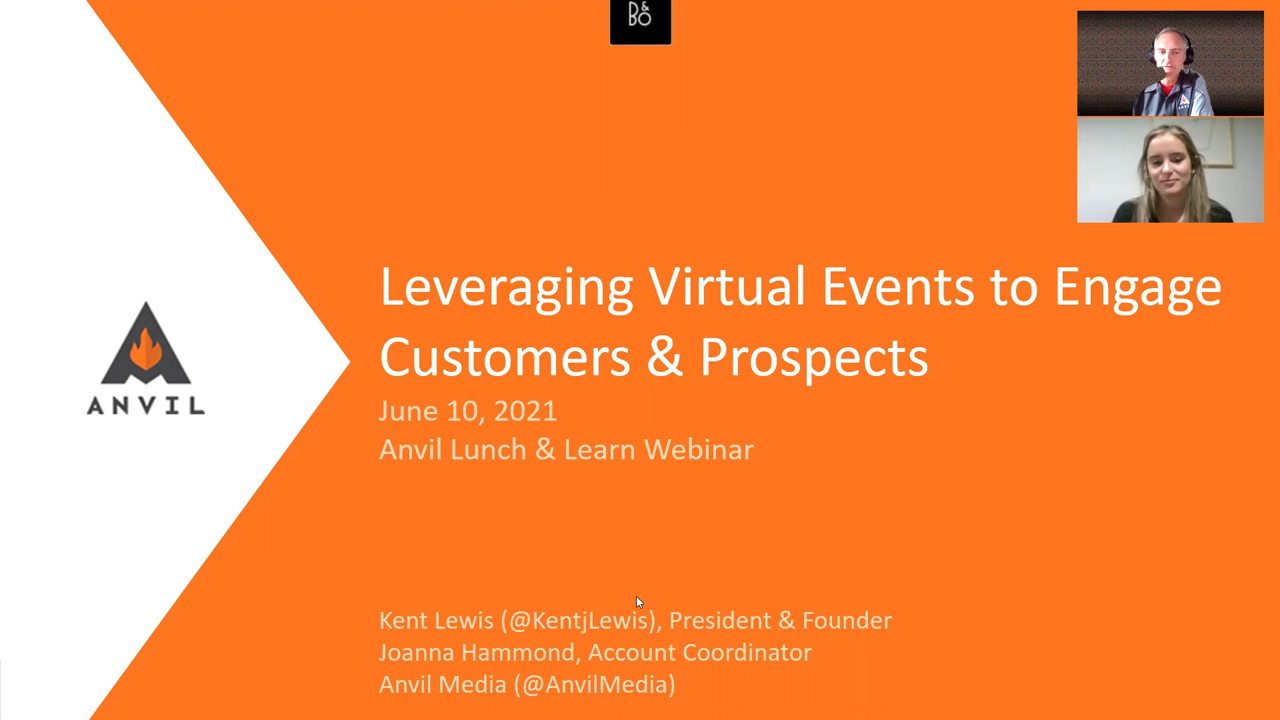 B&
BO
Leveraging Virtual Events to Engage
Customers & Prospects
June 10, 2021
Anvil Lunch & Learn Webinar
ANVIL
Kent Lewis (@KentjLewis), President & Founder
Joanna Hammond, Account Coordinator
Anvil Media (@AnvilMedia)